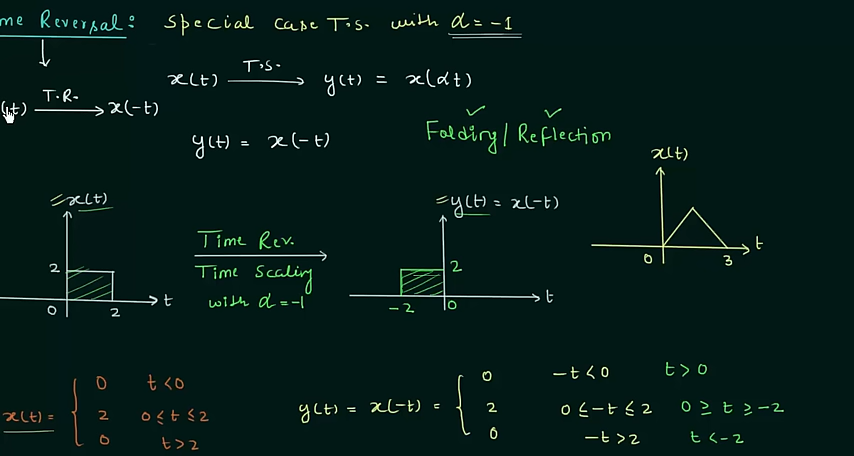 me Reversal: special case T.S. with α = -1
x(t) T.S. y(t) = x(αt)
(t) T.R. x(-t)
y(t) = x(-t)
Folding / Reflection
x(t)
t
0 3
x(t)
2
0 2 t
Time Rev.
Time Scaling
with α = -1
y(t) = x(-t)
2
-2 0 t
x(t) = { 0 t < 0
2 0 ≤ t ≤ 2
0 t > 2
y(t) = x(-t) = { 0 -t < 0 t > 0
2 0 ≤ -t ≤ 2 0 ≥ t ≥ -2
0 -t > 2 t < -2